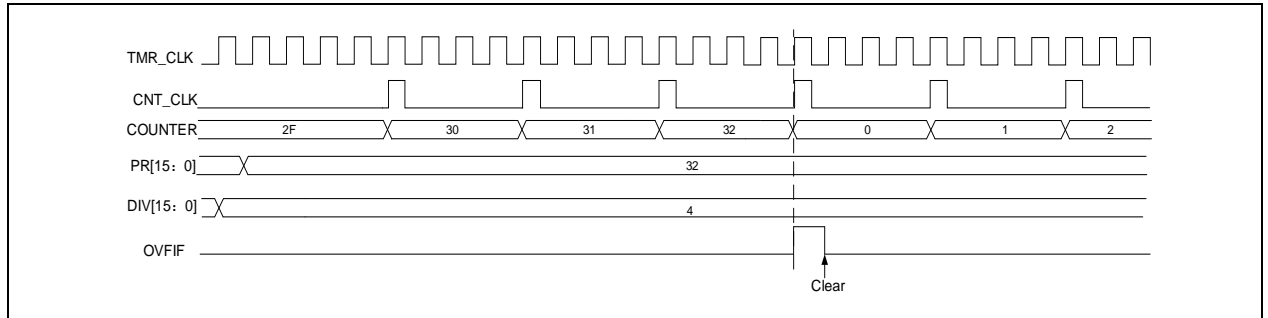 TMR_CLK
CNT_CLK
COUNTER 2F 30 31 32 0 1 2
PR[15：0] 32
DIV[15：0] 4
OVFIF
Clear